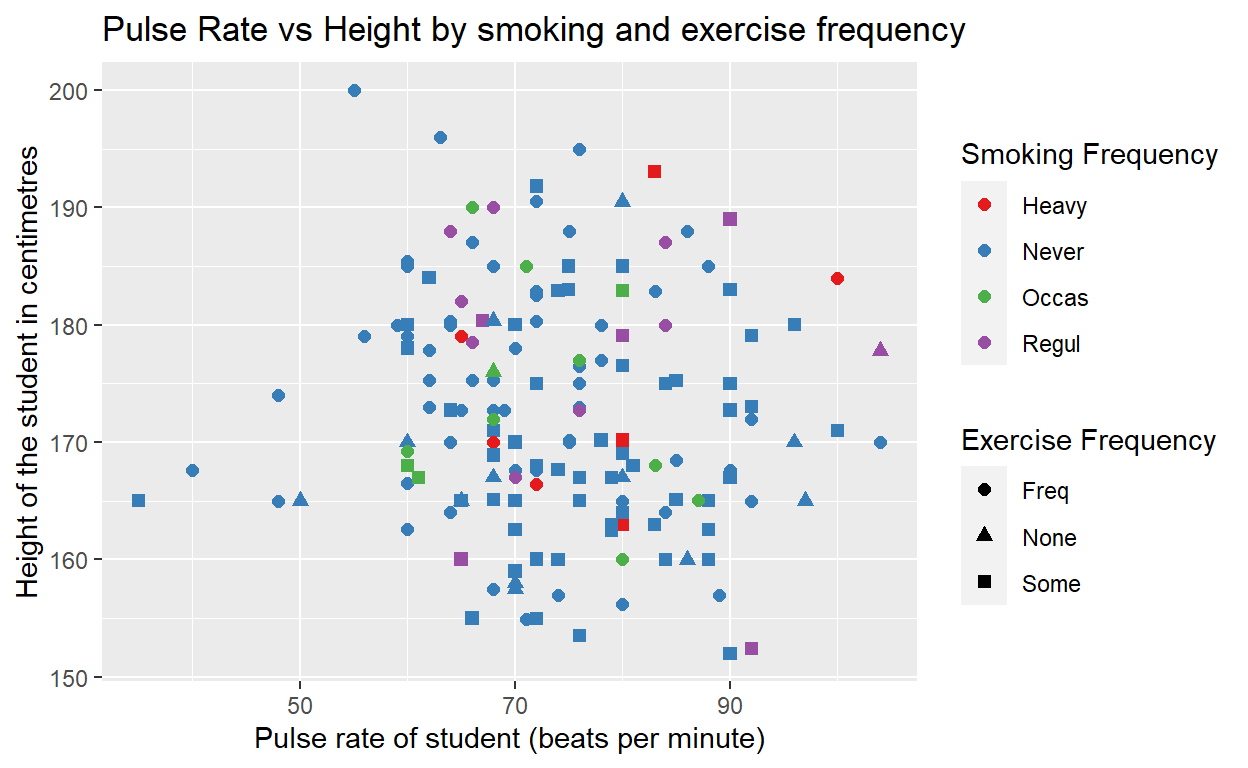 Pulse Rate vs Height by smoking and exercise frequency
200
190
180
170
160
150
Height of the student in centimetres
50 70 90
Pulse rate of student (beats per minute)
Smoking Frequency
Heavy
Never
Occas
Regul
Exercise Frequency
Freq
None
Some